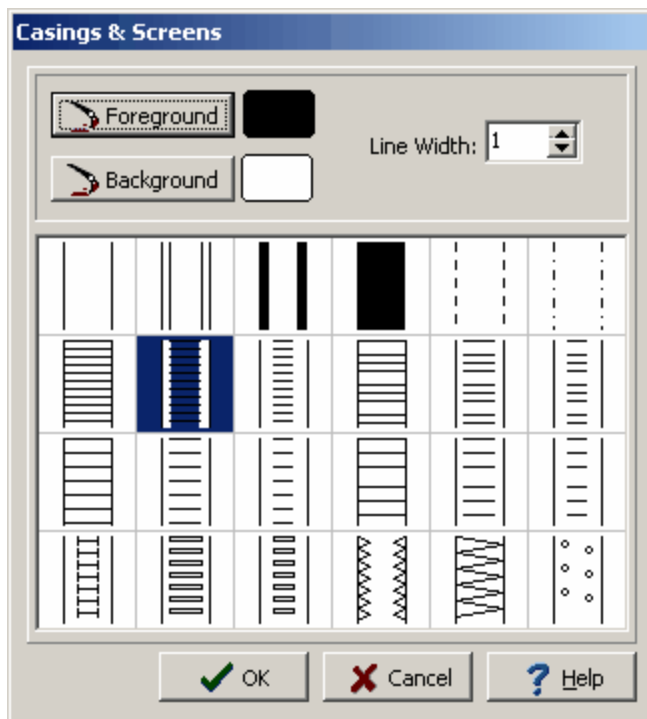 Casings & Screens
Foreground
Line Width: 1
Background
OK Cancel Help